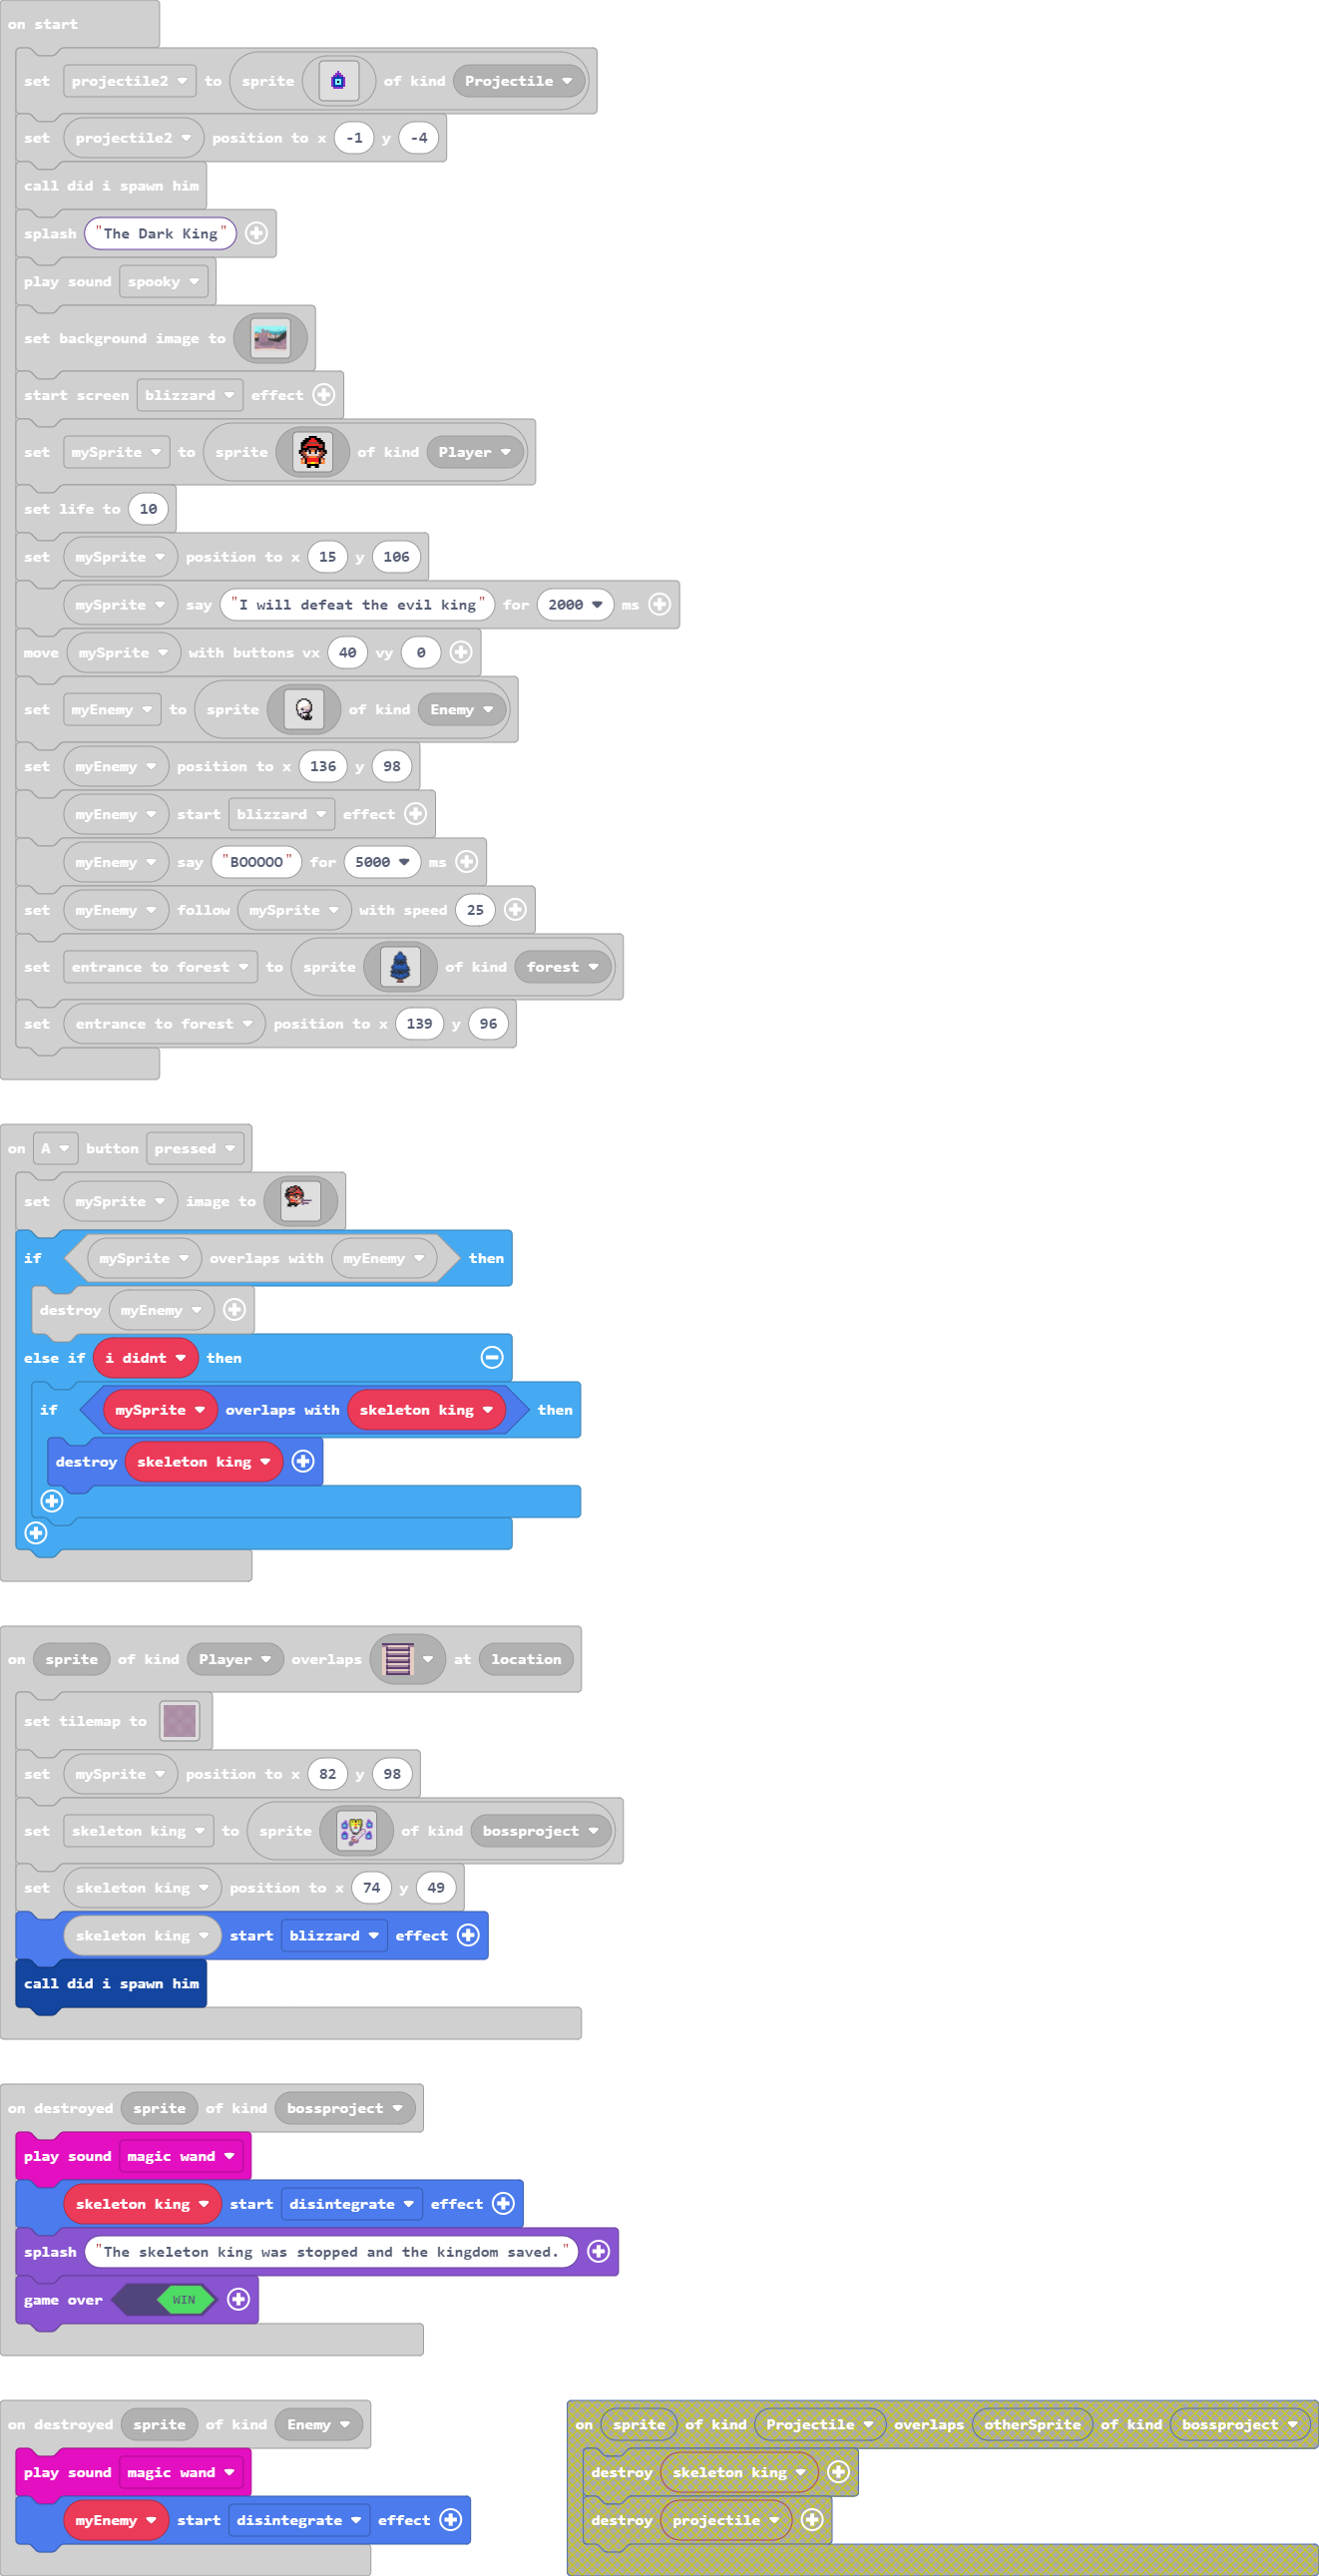 on start
set projectile2 to sprite of kind Projectile
set projectile2 position to x -1 y -4
call did i spawn him
splash "The Dark King"
play sound spooky
set background image to
start screen blizzard effect
set mySprite to sprite of kind Player
set life to 10
set mySprite position to x 15 y 106
mySprite say "I will defeat the evil king" for 2000 ms
move mySprite with buttons vx 40 vy 0
set myEnemy to sprite of kind Enemy
set myEnemy position to x 136 y 98
myEnemy start blizzard effect
myEnemy say "BOOOOO" for 5000 ms
set myEnemy follow mySprite with speed 25
set entrance to forest to sprite of kind forest
set entrance to forest position to x 139 y 96
on A button pressed
set mySprite image to
if mySprite overlaps with myEnemy then
destroy myEnemy
else if i didnt then
if mySprite overlaps with skeleton king then
destroy skeleton king
on sprite of kind Player overlaps at location
set tilemap to
set mySprite position to x 82 y 98
set skeleton king to sprite of kind bossproject
set skeleton king position to x 74 y 49
skeleton king start blizzard effect
call did i spawn him
on destroyed sprite of kind bossproject
play sound magic wand
skeleton king start disintegrate effect
splash "The skeleton king was stopped and the kingdom saved."
game over WIN
on destroyed sprite of kind Enemy
play sound magic wand
myEnemy start disintegrate effect
on sprite of kind Projectile overlaps otherSprite of kind bossproject
destroy skeleton king
destroy projectile